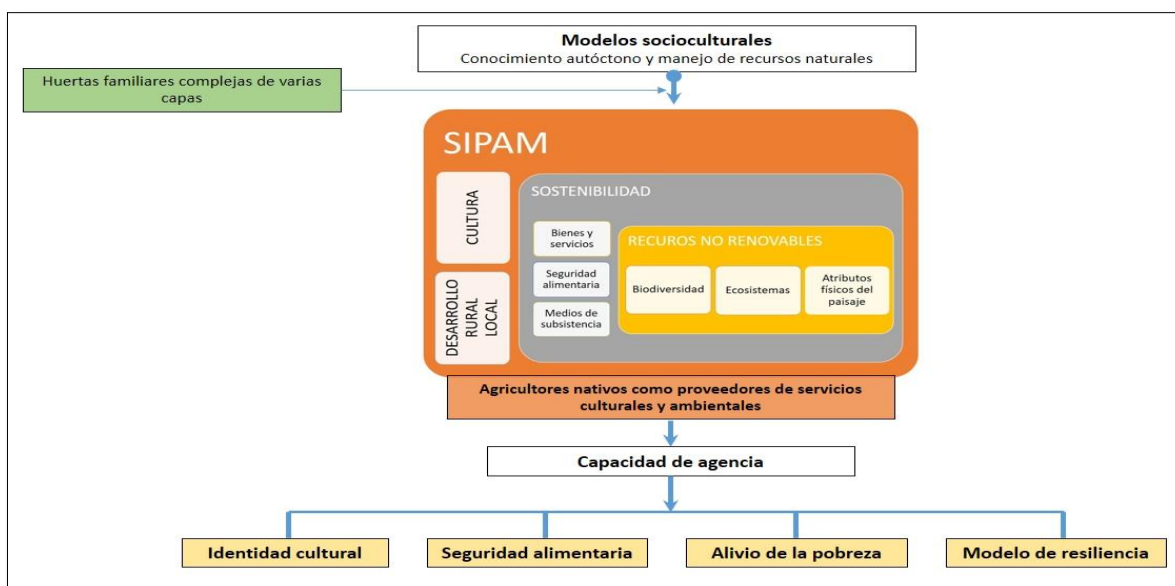 Modelos socioculturales
Conocimiento autóctono y manejo de recursos naturales
Huertas familiares complejas de varias
capas
SIPAM
CULTURA
DESARROLLO
RURAL
LOCAL
SOSTENIBILIDAD
Bienes y
servicios
Seguridad
alimentaria
Medios de
subsistencia
RECUROS NO RENOVABLES
Biodiversidad
Ecosistemas
Atributos
físicos del
paisaje
Agricultores nativos como proveedores de servicios
culturales y ambientales
Capacidad de agencia
Identidad cultural
Seguridad alimentaria
Alivio de la pobreza
Modelo de resiliencia